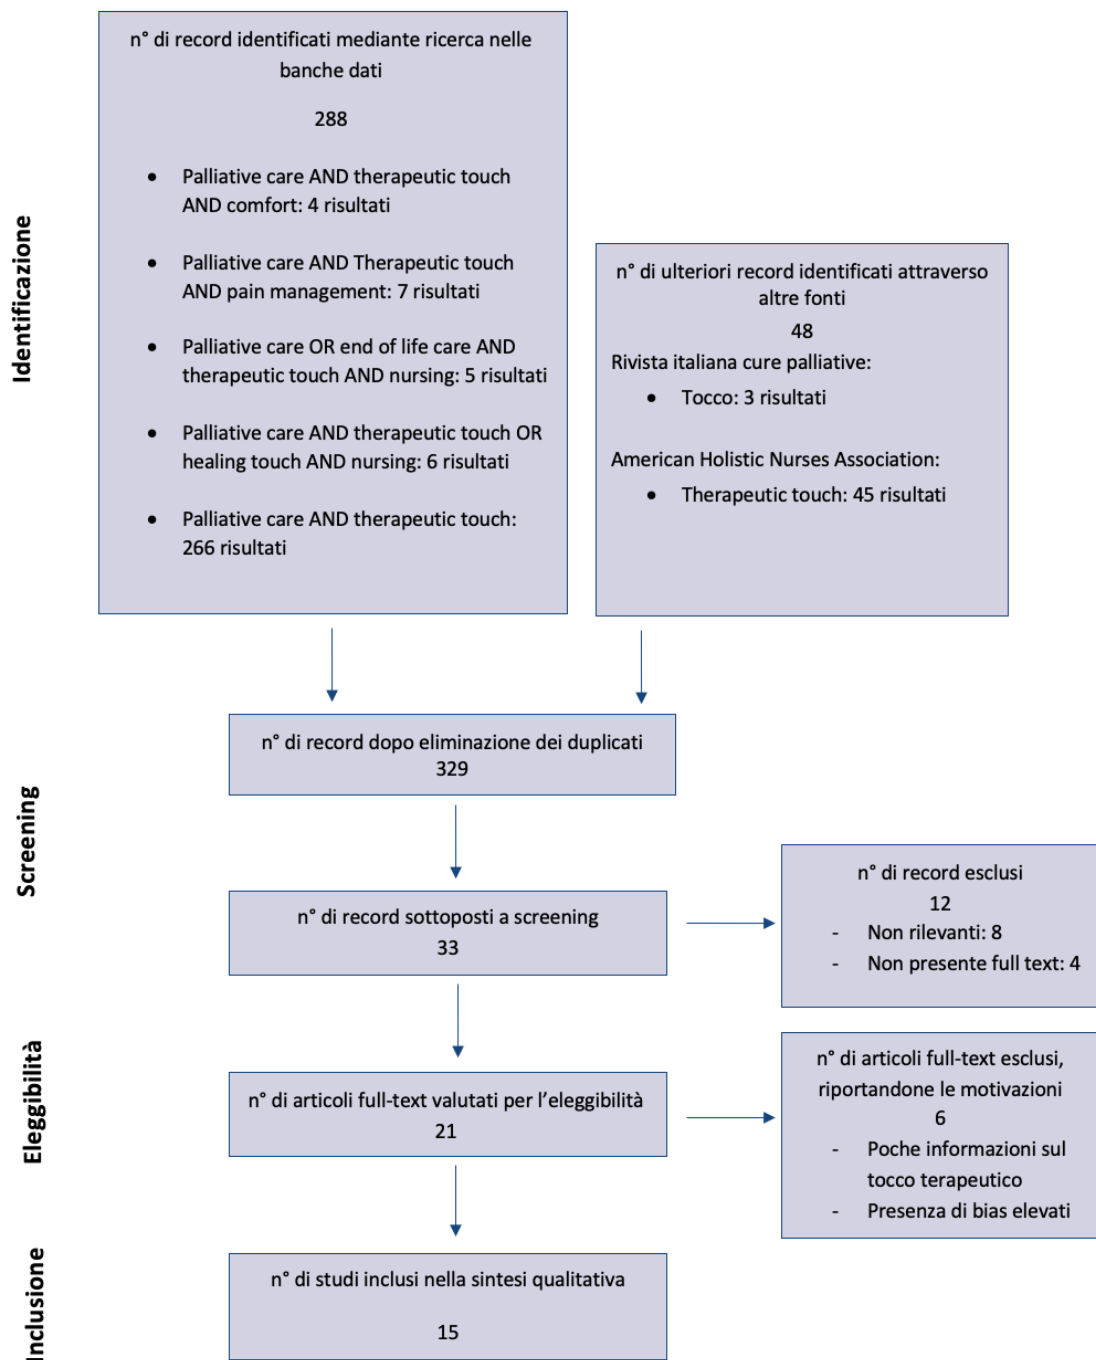 Identificazione
n° di record identificati mediante ricerca nelle
banche dati
288
• Palliative care AND therapeutic touch
AND comfort: 4 risultati
• Palliative care AND Therapeutic touch
AND pain management: 7 risultati
• Palliative care OR end of life care AND
therapeutic touch AND nursing: 5 risultati
• Palliative care AND therapeutic touch OR
healing touch AND nursing: 6 risultati
• Palliative care AND therapeutic touch:
266 risultati
n° di ulteriori record identificati attraverso
altre fonti
48
Rivista italiana cure palliative:
• Tocco: 3 risultati
American Holistic Nurses Association:
• Therapeutic touch: 45 risultati
Screening
n° di record dopo eliminazione dei duplicati
329
n° di record sottoposti a screening
33
n° di record esclusi
12
- Non rilevanti: 8
- Non presente full text: 4
Eleggibilità
n° di articoli full-text valutati per l’eleggibilità
21
n° di articoli full-text esclusi,
riportandone le motivazioni
6
- Poche informazioni sul
tocco terapeutico
- Presenza di bias elevati
Inclusione
n° di studi inclusi nella sintesi qualitativa
15